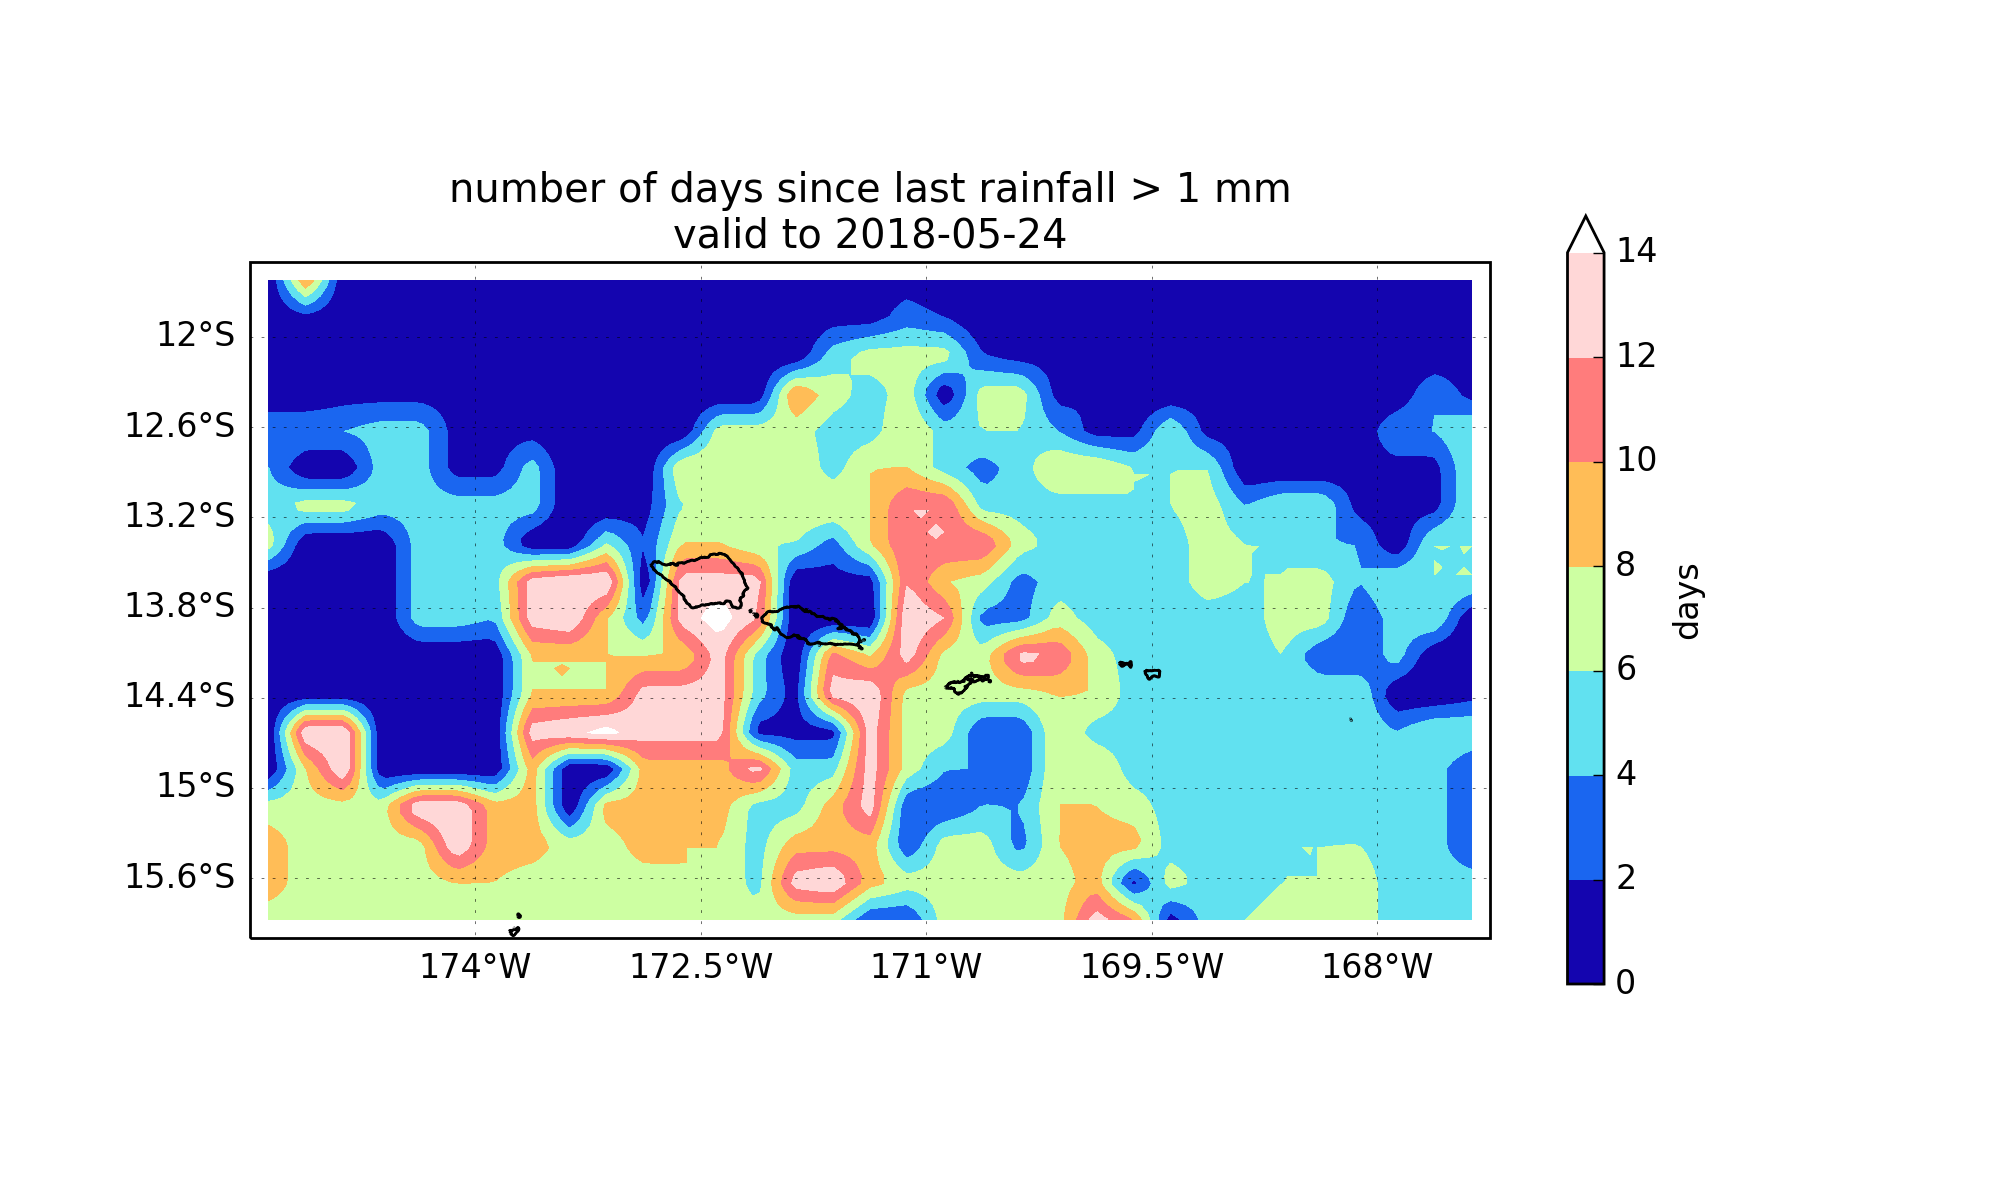 number of days since last rainfall > 1 mm
valid to 2018-05-24
12°S
12.6°S
13.2°S
13.8°S
14.4°S
15°S
15.6°S
174°W
172.5°W
171°W
169.5°W
168°W
14
12
10
8
6
4
2
0
days